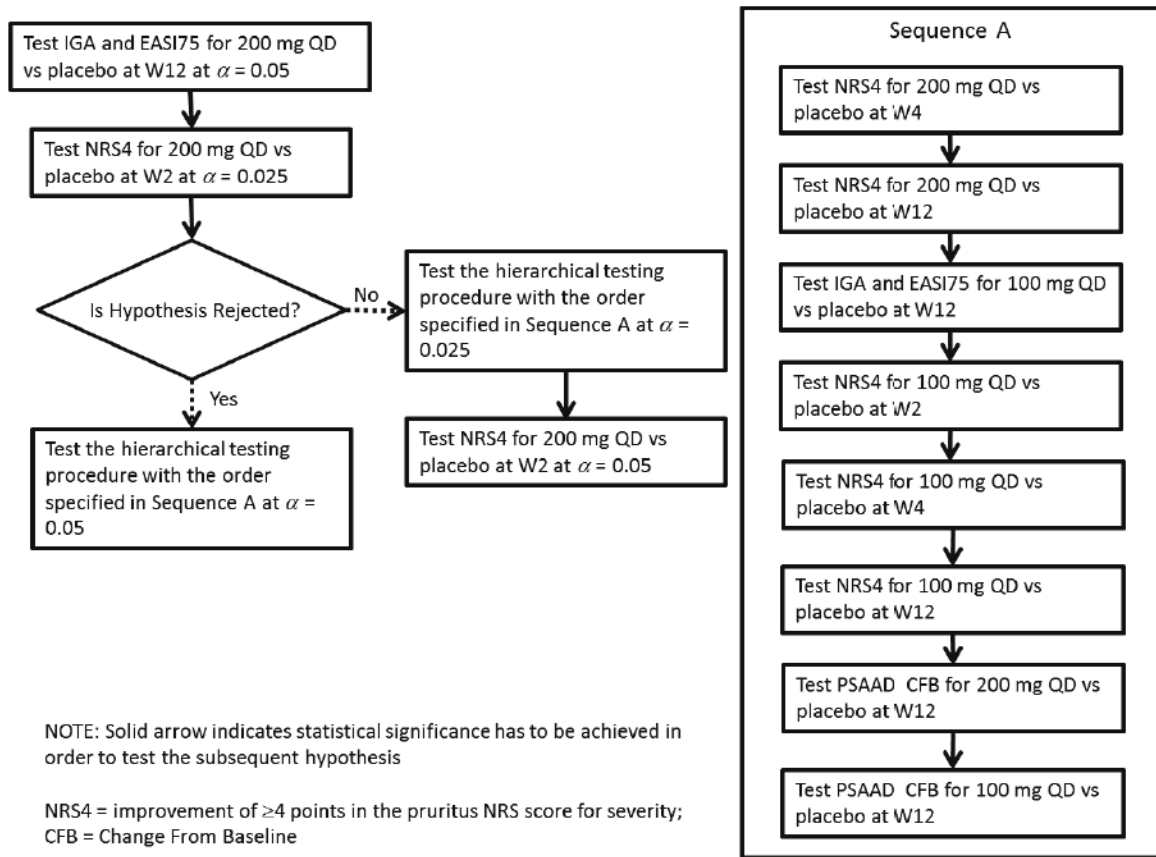 Test IGA and EASI75 for 200 mg QD
vs placebo at W12 at α = 0.05
Test NRS4 for 200 mg QD vs
placebo at W2 at α = 0.025
Is Hypothesis Rejected?
No
Yes
Test the hierarchical testing
procedure with the order
specified in Sequence A at α =
0.05
Test the hierarchical testing
procedure with the order
specified in Sequence A at α =
0.025
Test NRS4 for 200 mg QD vs
placebo at W2 at α = 0.05
NOTE: Solid arrow indicates statistical significance has to be achieved in
order to test the subsequent hypothesis
NRS4 = improvement of ≥4 points in the pruritus NRS score for severity;
CFB = Change From Baseline
Sequence A
Test NRS4 for 200 mg QD vs
placebo at W4
Test NRS4 for 200 mg QD vs
placebo at W12
Test IGA and EASI75 for 100 mg QD
vs placebo at W12
Test NRS4 for 100 mg QD vs
placebo at W2
Test NRS4 for 100 mg QD vs
placebo at W4
Test NRS4 for 100 mg QD vs
placebo at W12
Test PSAAD CFB for 200 mg QD vs
placebo at W12
Test PSAAD CFB for 100 mg QD vs
placebo at W12